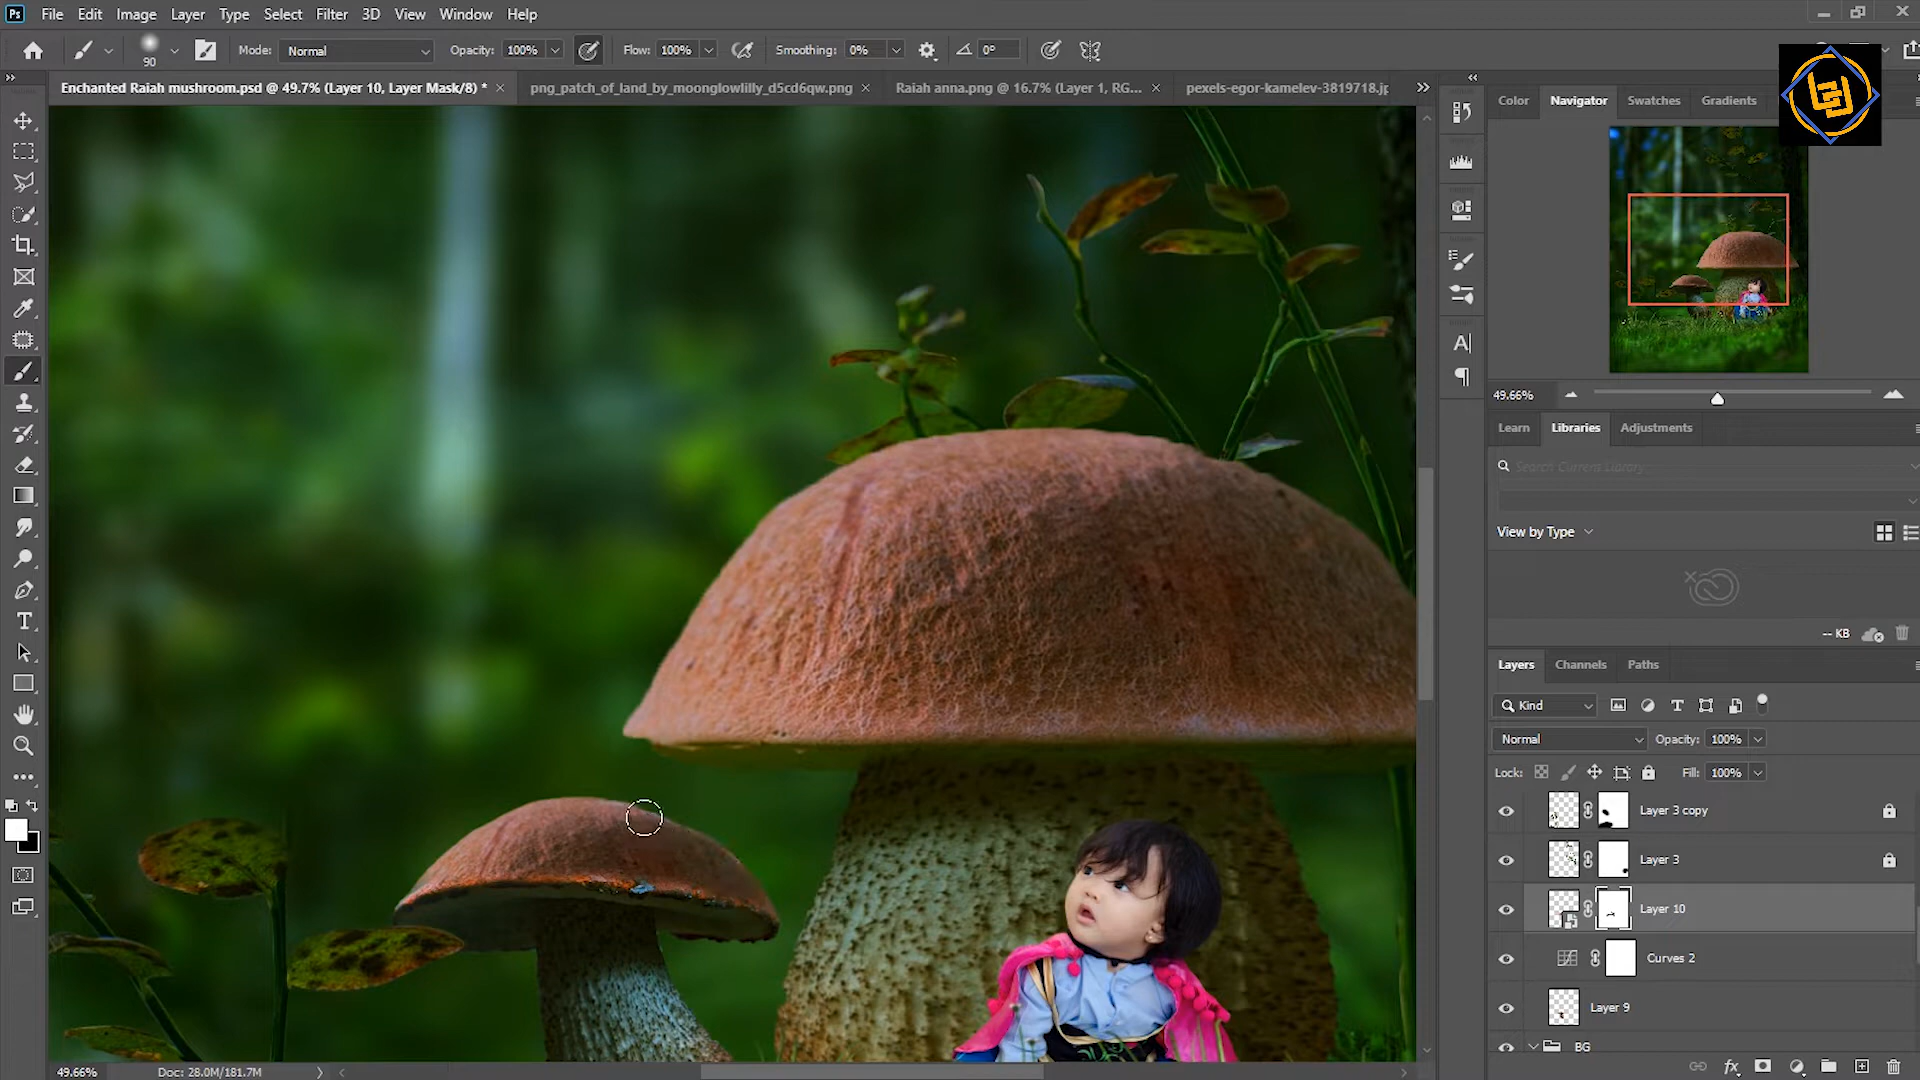 File Edit Image Layer Type Select Filter 3D View Window Help
90 Mode: Normal Opacity: 100% Flow: 100% Smoothing: 0% 0°
Enchanted Raiah mushroom.psd @ 49.7% (Layer 10, Layer Mask/8) * × png_patch_of_land_by_moonglowlilly_d5cd6qw.png × Raiah anna.png @ 16.7% (Layer 1, RG... × pexels-egor-kamelev-3819718.jp
Color Navigator Swatches Gradients
49.66%
Learn Libraries Adjustments
Search Current Library
View by Type
-- KB
Layers Channels Paths
Kind
Normal Opacity: 100%
Lock: Fill: 100%
Layer 3 copy
Layer 3
Layer 10
Curves 2
Layer 9
BG
49.66% Doc: 28.0M/181.7M